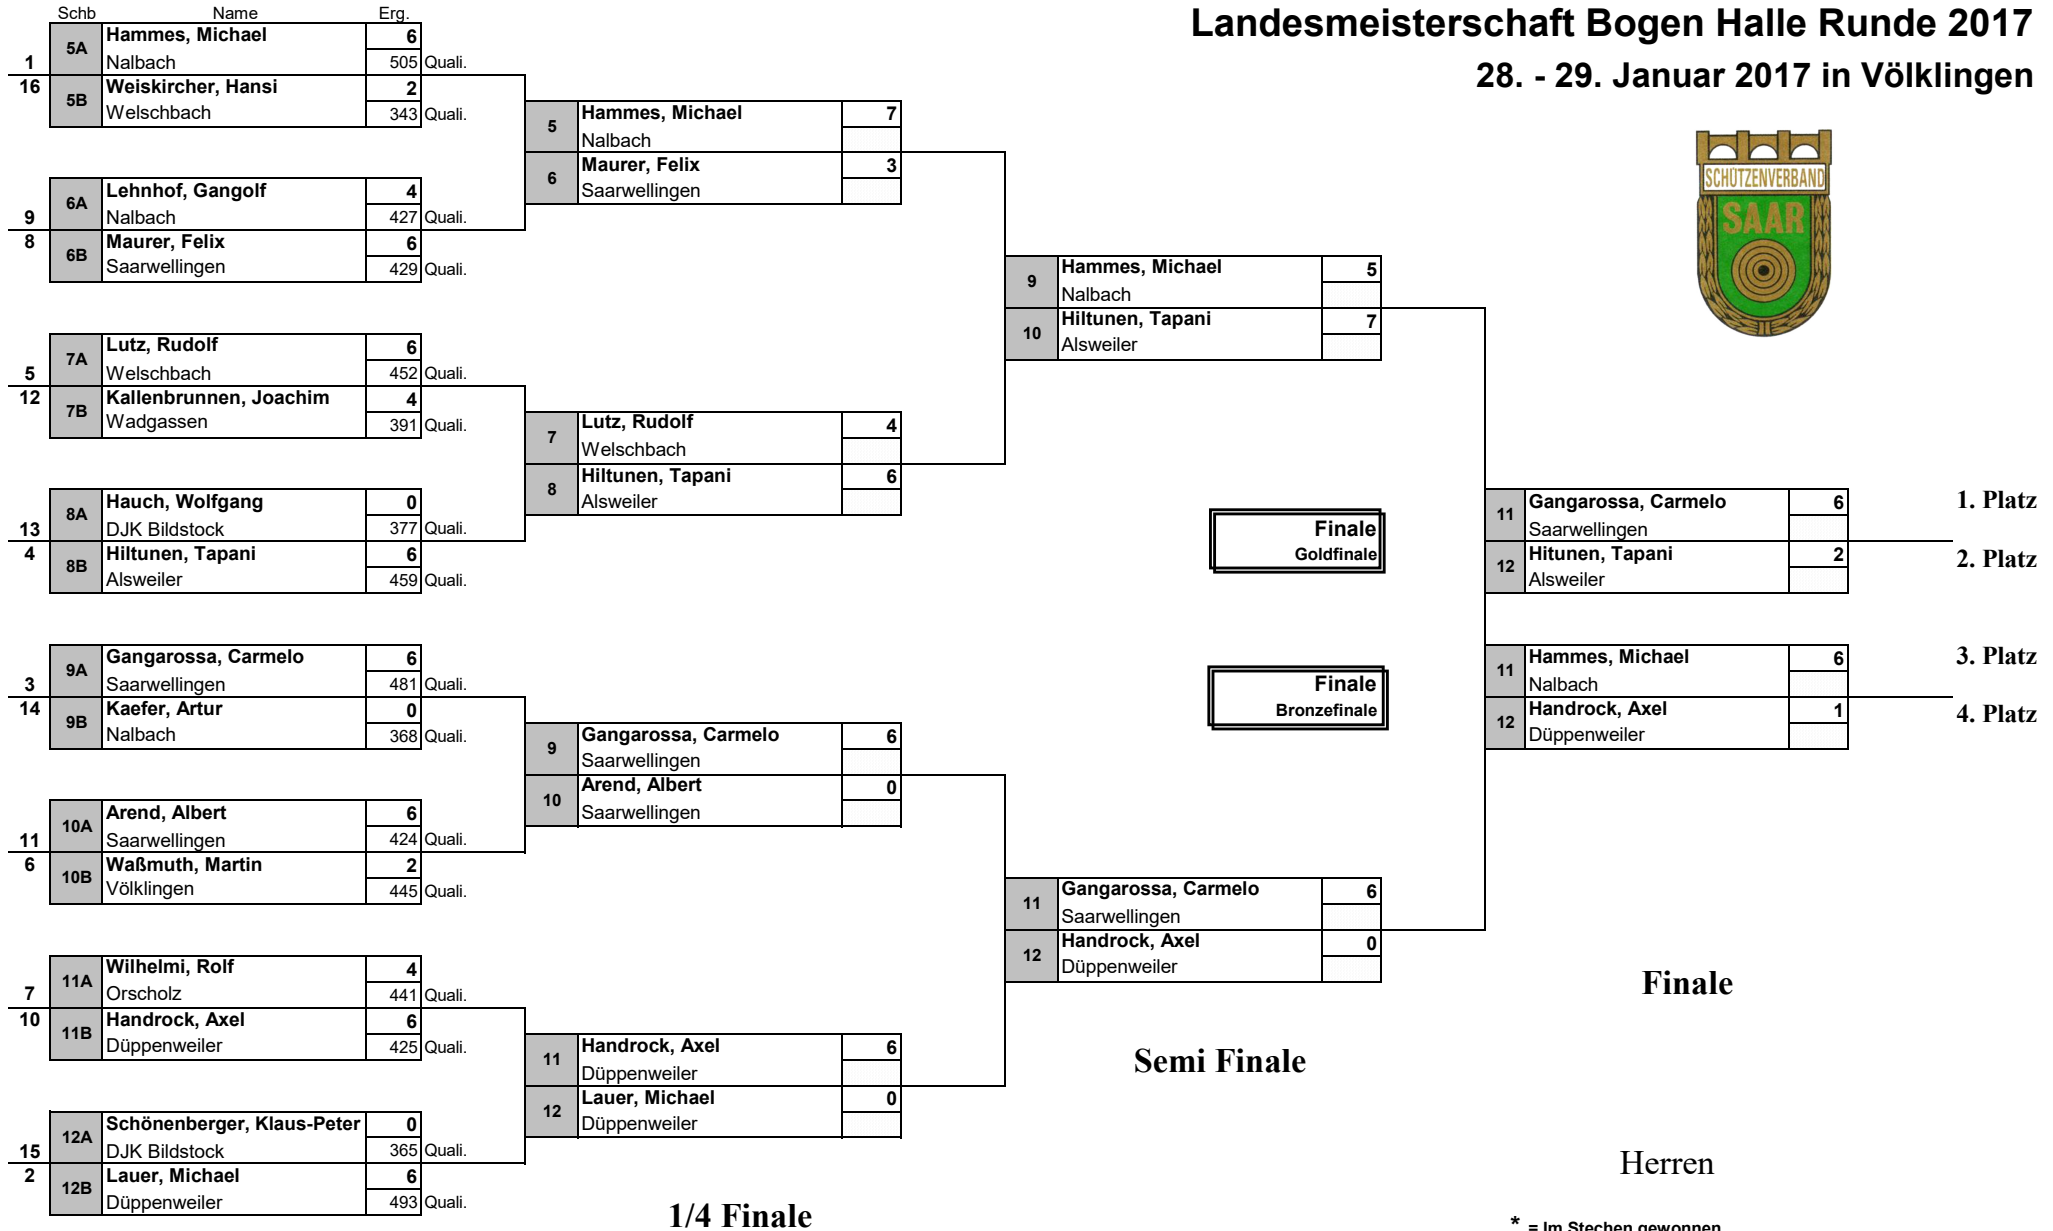 Landesmeisterschaft Bogen Halle Runde 2017
28. - 29. Januar 2017 in Völklingen
SCHÜTZENVERBAND
SAAR
Schb Name Erg.
5A Hammes, Michael 6
1 Nalbach 505 Quali.
16 5B Weiskircher, Hansi 2
Welschbach 343 Quali.
6A Lehnhof, Gangolf 4
9 Nalbach 427 Quali.
8 6B Maurer, Felix 6
Saarwellingen 429 Quali.
7A Lutz, Rudolf 6
5 Welschbach 452 Quali.
12 7B Kallenbrunnen, Joachim 4
Wadgassen 391 Quali.
8A Hauch, Wolfgang 0
13 DJK Bildstock 377 Quali.
4 8B Hiltunen, Tapani 6
Alsweiler 459 Quali.
9A Gangarossa, Carmelo 6
3 Saarwellingen 481 Quali.
14 9B Kaefer, Artur 0
Nalbach 368 Quali.
10A Arend, Albert 6
11 Saarwellingen 424 Quali.
6 10B Waßmuth, Martin 2
Völklingen 445 Quali.
11A Wilhelmi, Rolf 4
7 Orscholz 441 Quali.
10 11B Handrock, Axel 6
Düppenweiler 425 Quali.
12A Schönenberger, Klaus-Peter 0
15 DJK Bildstock 365 Quali.
2 12B Lauer, Michael 6
Düppenweiler 493 Quali.
5 Hammes, Michael 7
Nalbach
6 Maurer, Felix 3
Saarwellingen
7 Lutz, Rudolf 4
Welschbach
8 Hiltunen, Tapani 6
Alsweiler
9 Gangarossa, Carmelo 6
Saarwellingen
10 Arend, Albert 0
Saarwellingen
11 Handrock, Axel 6
Düppenweiler
12 Lauer, Michael 0
Düppenweiler
1/4 Finale
9 Hammes, Michael 5
Nalbach
10 Hiltunen, Tapani 7
Alsweiler
11 Gangarossa, Carmelo 6
Saarwellingen
12 Handrock, Axel 0
Düppenweiler
Semi Finale
Finale
Goldfinale
11 Gangarossa, Carmelo 6 1. Platz
Saarwellingen
12 Hitunen, Tapani 2 2. Platz
Alsweiler
Finale
Bronzefinale
11 Hammes, Michael 6 3. Platz
Nalbach
12 Handrock, Axel 1 4. Platz
Düppenweiler
Finale
Herren
* = Im Stechen gewonnen